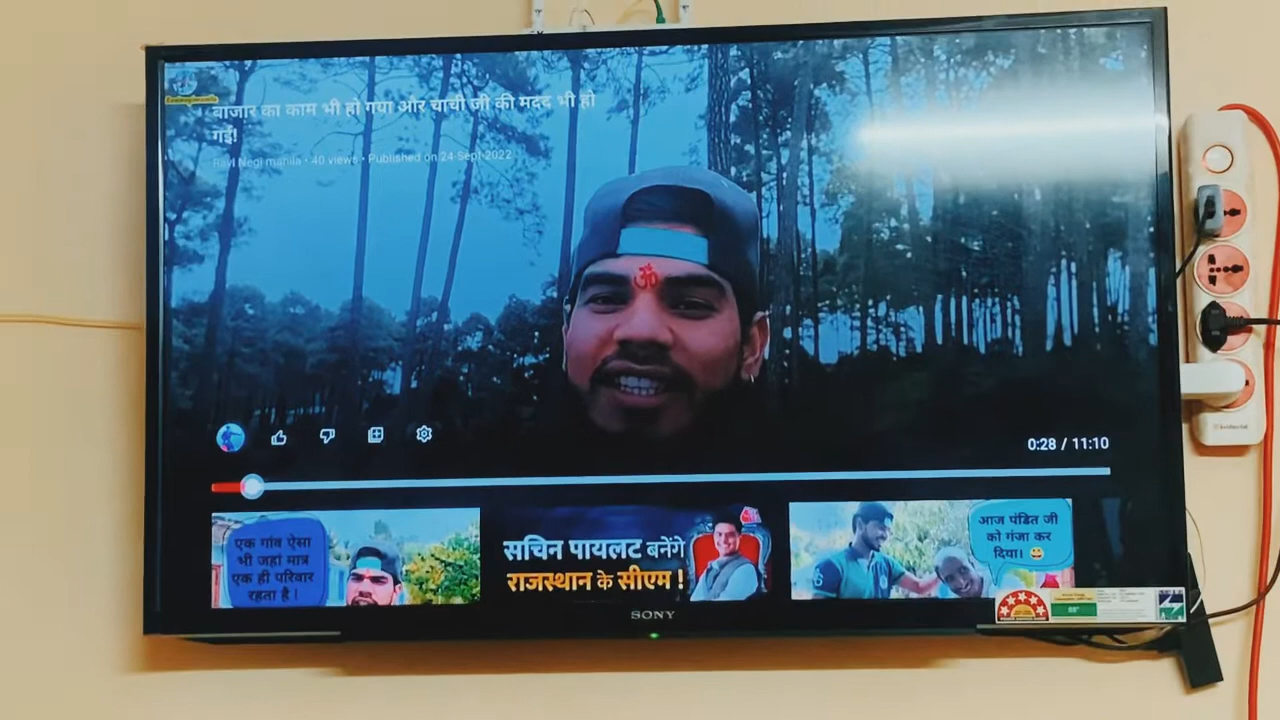 बाजार का काम भी हो गया और चाची जी की मदद भी हो
गई!
Ravi Negi manila • 40 views • Published on 24 Sept 2022
0:28 / 11:10
एक गांव ऐसा
भी जहां मात्र
एक ही परिवार
रहता है !
सचिन पायलट बनेंगे
राजस्थान के सीएम !
आज पंडित जी
को गंजा कर
दिया। 😀
SONY
ॐ